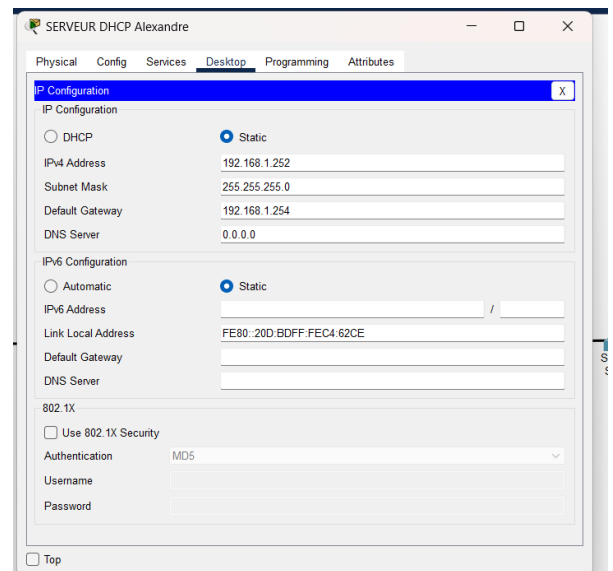 SERVEUR DHCP Alexandre
Physical Config Services Desktop Programming Attributes
IP Configuration X
IP Configuration
DHCP Static
IPv4 Address 192.168.1.252
Subnet Mask 255.255.255.0
Default Gateway 192.168.1.254
DNS Server 0.0.0.0
IPv6 Configuration
Automatic Static
IPv6 Address /
Link Local Address FE80::20D:BDFF:FEC4:62CE
Default Gateway
DNS Server
802.1X
Use 802.1X Security
Authentication MD5
Username
Password
Top